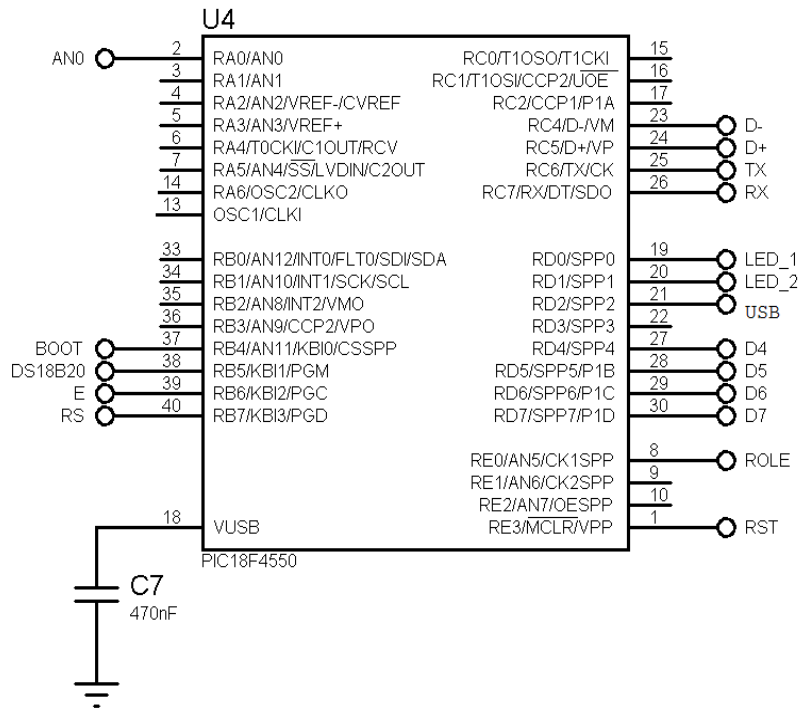 U4
AN0 2 RA0/AN0 RC0/T1OSO/T1CKI 15
3 RA1/AN1 RC1/T1OSI/CCP2/UOE 16
4 RA2/AN2/VREF-/CVREF RC2/CCP1/P1A 17
5 RA3/AN3/VREF+ RC4/D-/VM 23 D-
6 RA4/T0CKI/C1OUT/RCV RC5/D+/VP 24 D+
7 RA5/AN4/SS/LVDIN/C2OUT RC6/TX/CK 25 TX
14 RA6/OSC2/CLKO RC7/RX/DT/SDO 26 RX
13 OSC1/CLKI
33 RB0/AN12/INT0/FLT0/SDI/SDA RD0/SPP0 19 LED_1
34 RB1/AN10/INT1/SCK/SCL RD1/SPP1 20 LED_2
35 RB2/AN8/INT2/VMO RD2/SPP2 21 USB
36 RB3/AN9/CCP2/VPO RD3/SPP3 22
BOOT 37 RB4/AN11/KBI0/CSSPP RD4/SPP4 27 D4
DS18B20 38 RB5/KBI1/PGM RD5/SPP5/P1B 28 D5
E 39 RB6/KBI2/PGC RD6/SPP6/P1C 29 D6
RS 40 RB7/KBI3/PGD RD7/SPP7/P1D 30 D7
RE0/AN5/CK1SPP 8 ROLE
RE1/AN6/CK2SPP 9
RE2/AN7/OESPP 10
18 VUSB RE3/MCLR/VPP 1 RST
PIC18F4550
C7
470nF